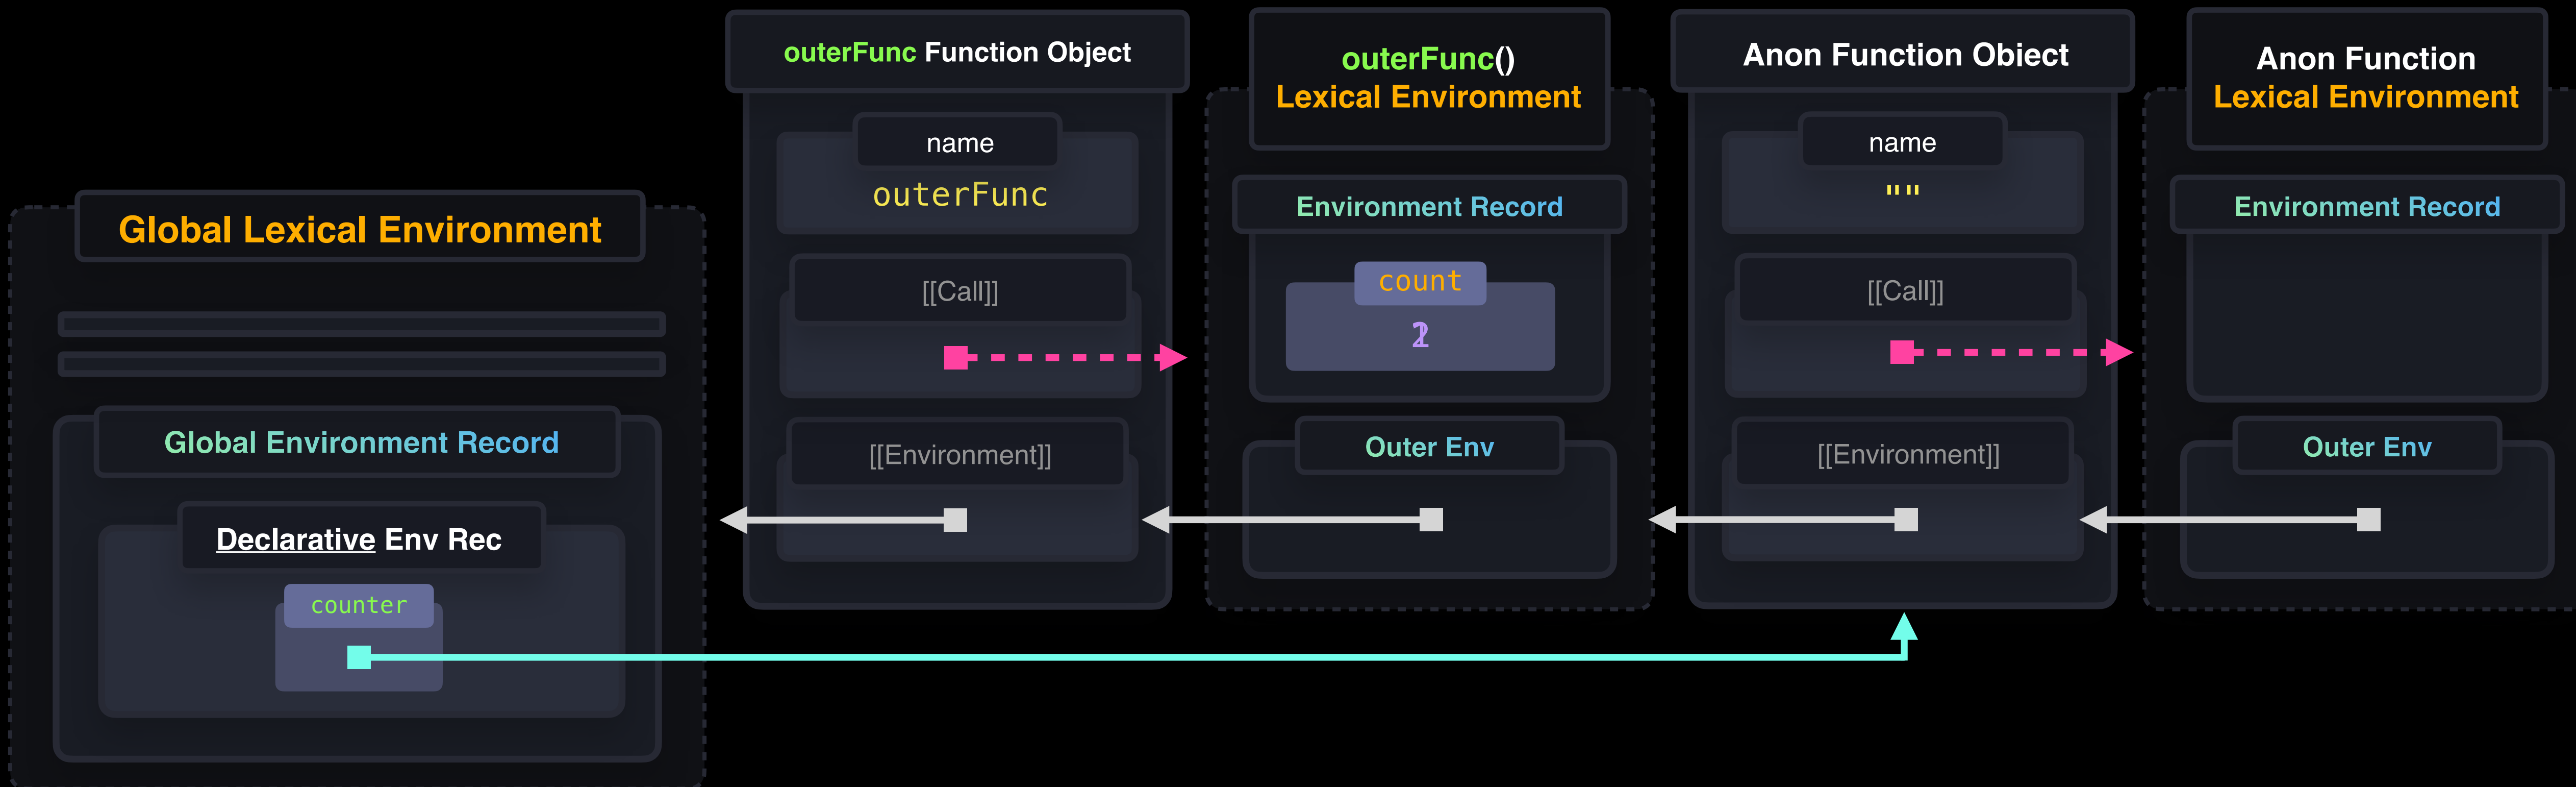 Global Lexical Environment
Global Environment Record
Declarative Env Rec
counter
outerFunc Function Object
name
outerFunc
[[Call]]
[[Environment]]
outerFunc()
Lexical Environment
Environment Record
count
Outer Env
Anon Function Object
name
""
[[Call]]
[[Environment]]
Anon Function
Lexical Environment
Environment Record
Outer Env